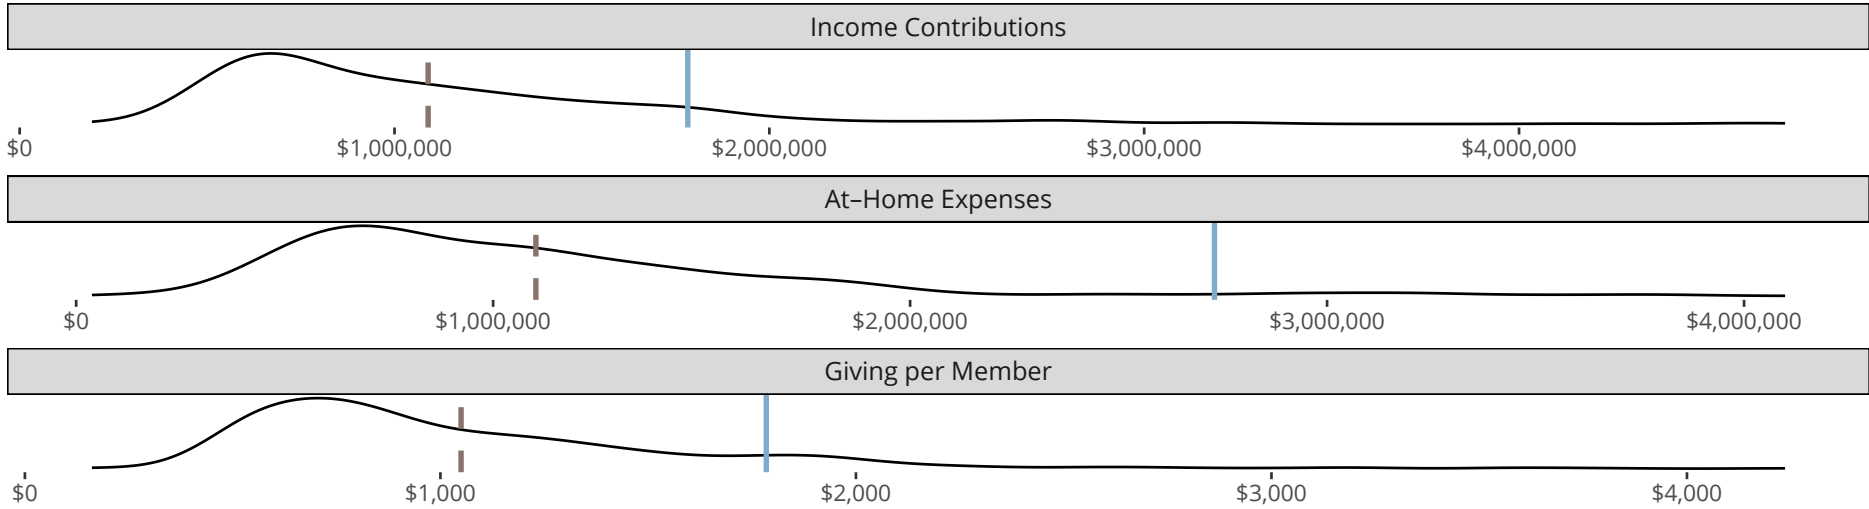 Income Contributions
$0 $1,000,000 $2,000,000 $3,000,000 $4,000,000
At–Home Expenses
$0 $1,000,000 $2,000,000 $3,000,000 $4,000,000
Giving per Member
$0 $1,000 $2,000 $3,000 $4,000